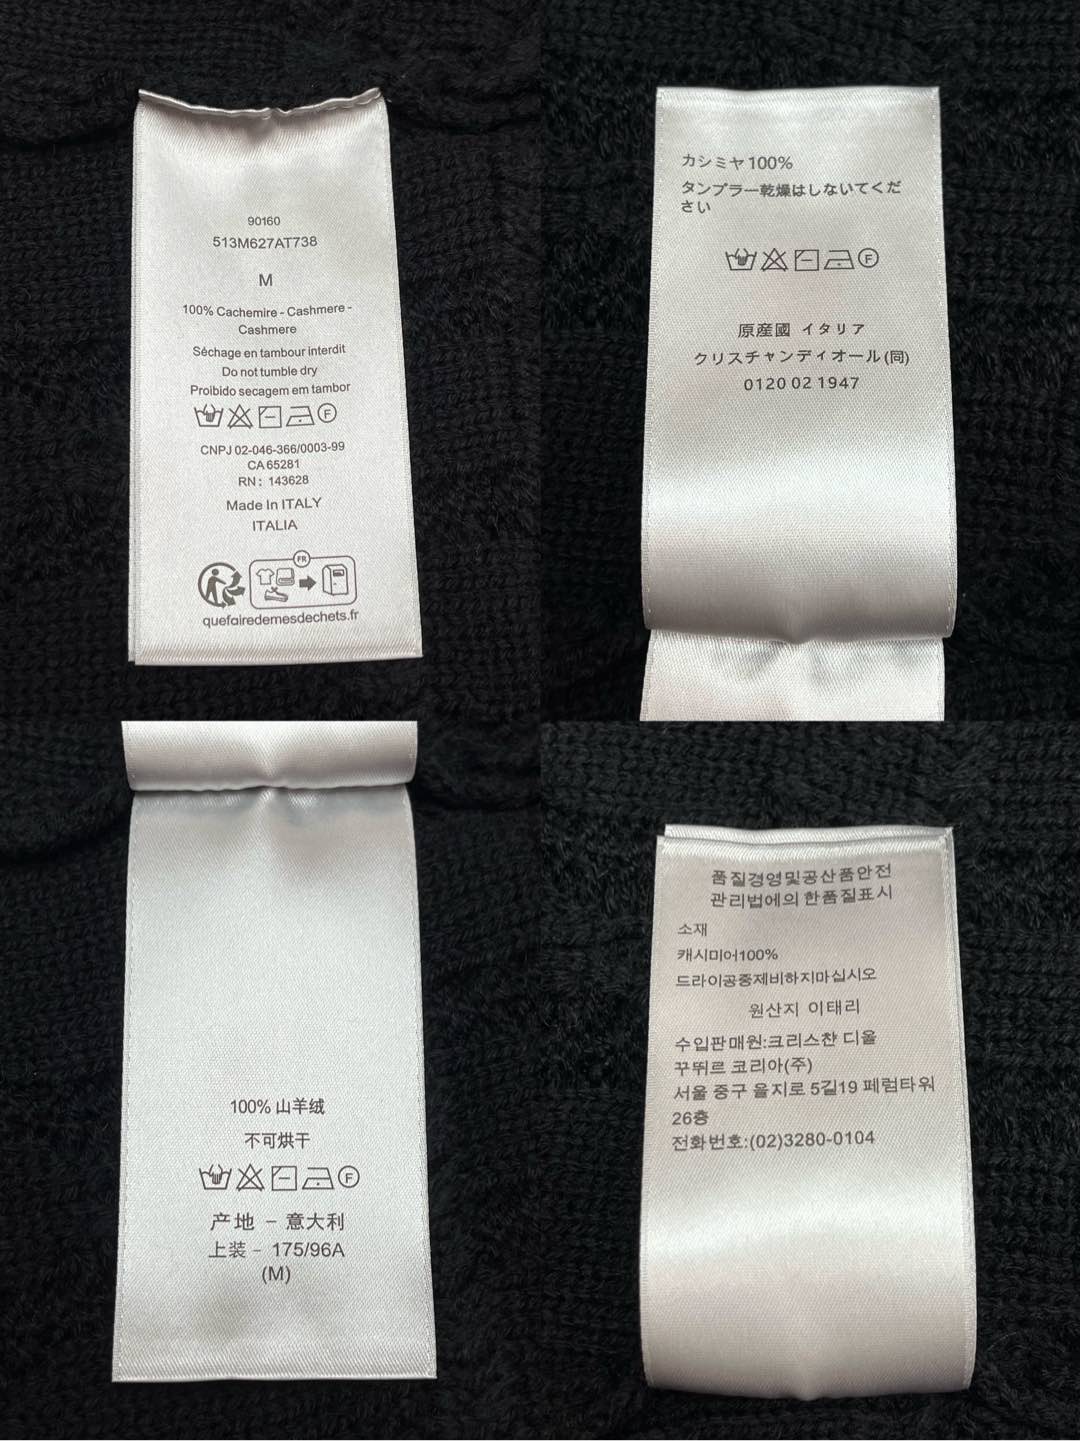 90160
513M627AT738
M
100% Cachemire - Cashmere -
Cashmere
Séchage en tambour interdit
Do not tumble dry
Proibido secagem em tambor
F
CNPJ 02-046-366/0003-99
CA 65281
RN : 143628
Made In ITALY
ITALIA
FR
quefairedemesdechets.fr
カシミヤ100%
タンブラー乾燥はしないてくだ
さい
F
原産國 イタリア
クリスチャンディオール(同)
0120 02 1947
100% 山羊绒
不可烘干
F
产地 - 意大利
上装 - 175/96A
(M)
품질경영및공산품안전
관리법에의한품질표시
소재
캐시미어100%
드라이공중제비하지마십시오
원산지 이태리
수입판매원:크리스챤 디올
꾸뛰르 코리아(주)
서울 중구 을지로 5길19 페럼타워
26층
전화번호:(02)3280-0104